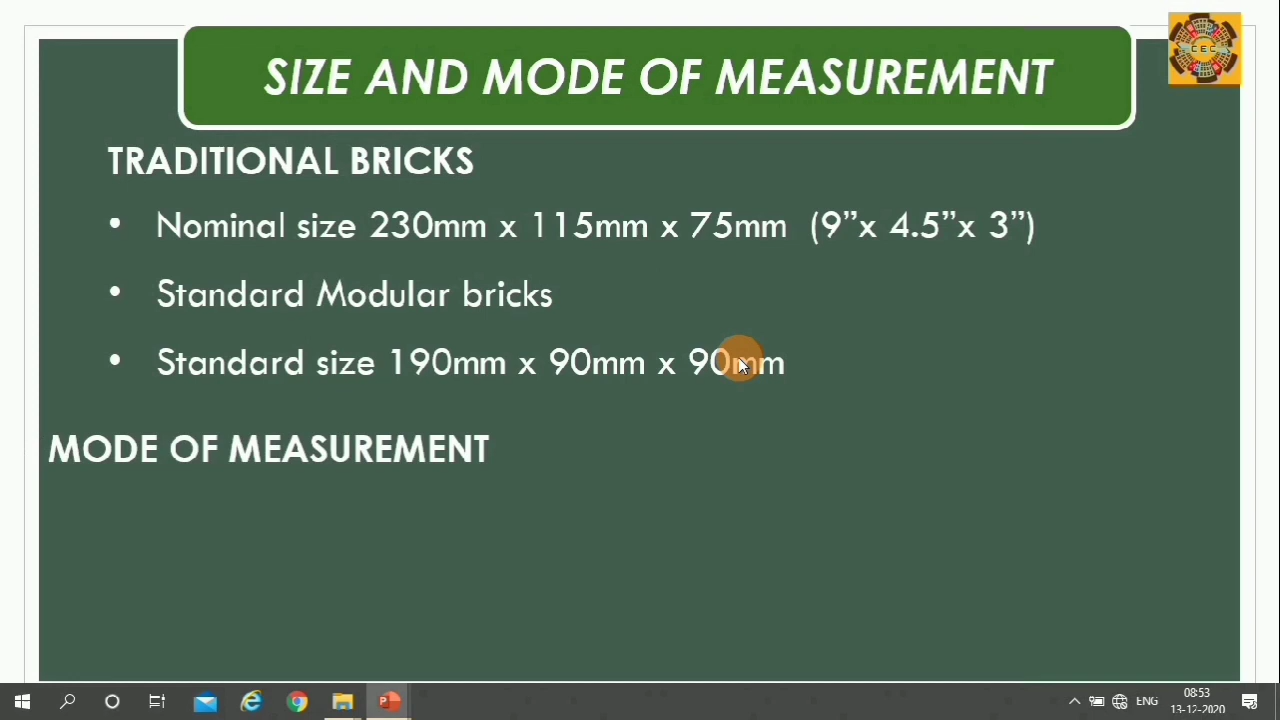 SIZE AND MODE OF MEASUREMENT
CEC
TRADITIONAL BRICKS
• Nominal size 230mm x 115mm x 75mm (9”x 4.5”x 3”)
• Standard Modular bricks
• Standard size 190mm x 90mm x 90mm
MODE OF MEASUREMENT
ENG
08:53
13-12-2020